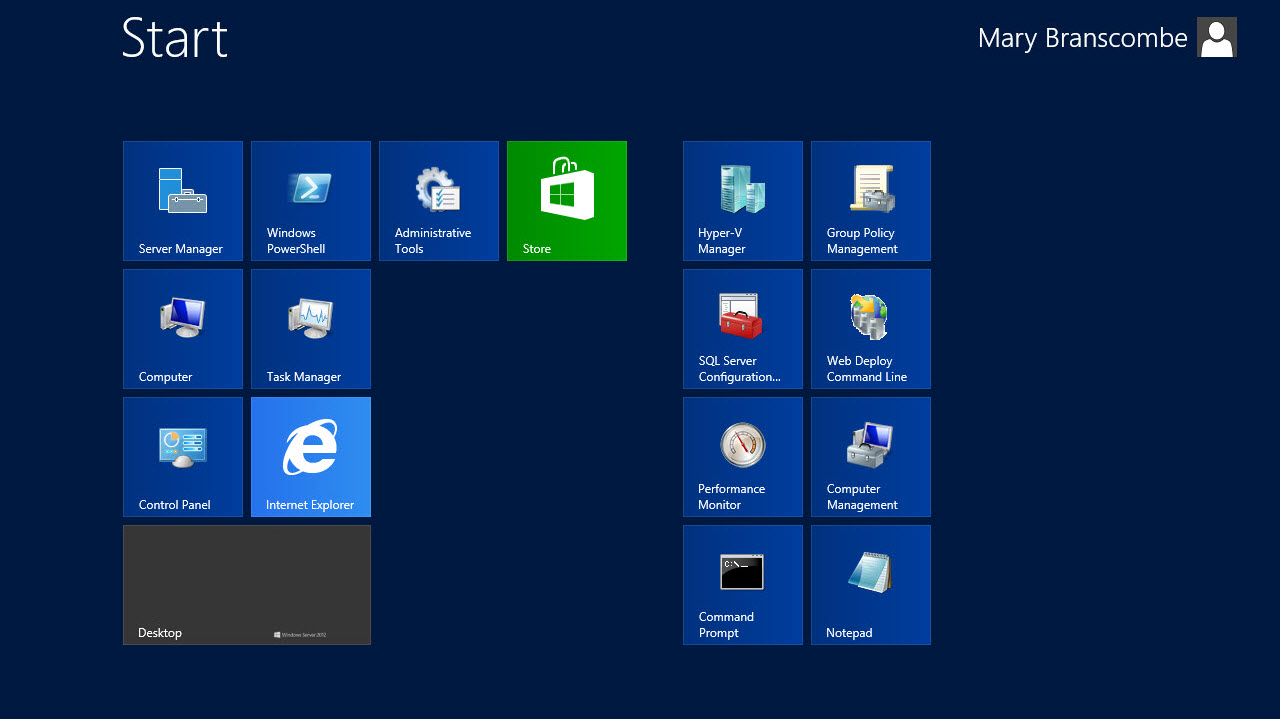 Start
Mary Branscombe
Server Manager
Windows
PowerShell
Administrative
Tools
Store
Computer
Task Manager
Control Panel
Internet Explorer
Desktop
Windows Server 2012
Hyper-V
Manager
Group Policy
Management
SQL Server
Configuration...
Web Deploy
Command Line
Performance
Monitor
Computer
Management
C:\_
Command
Prompt
Notepad